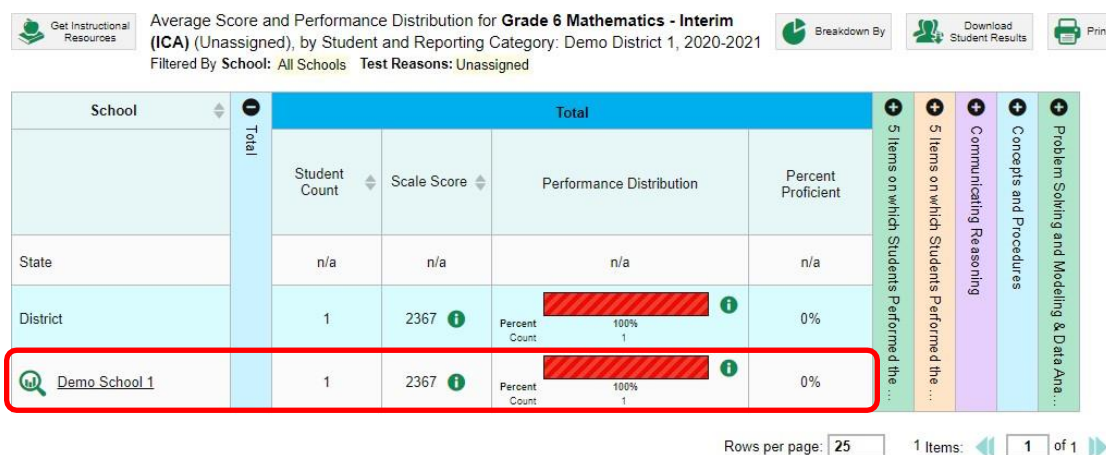 Get Instructional
Resources
Average Score and Performance Distribution for Grade 6 Mathematics - Interim
(ICA) (Unassigned), by Student and Reporting Category: Demo District 1, 2020-2021
Filtered By School: All Schools Test Reasons: Unassigned
Breakdown By
Download
Student Results
Prin
School
Total
Total
Student
Count
Scale Score
Performance Distribution
Percent
Proficient
5 Items on which Students Performed the ...
5 Items on which Students Performed the ...
Communicating Reasoning
Concepts and Procedures
Problem Solving and Modeling & Data Ana...
State n/a n/a n/a n/a
District 1 2367 Percent 100% 0%
Count 1
Demo School 1 1 2367 Percent 100% 0%
Count 1
Rows per page: 25 1 Items: 1 of 1